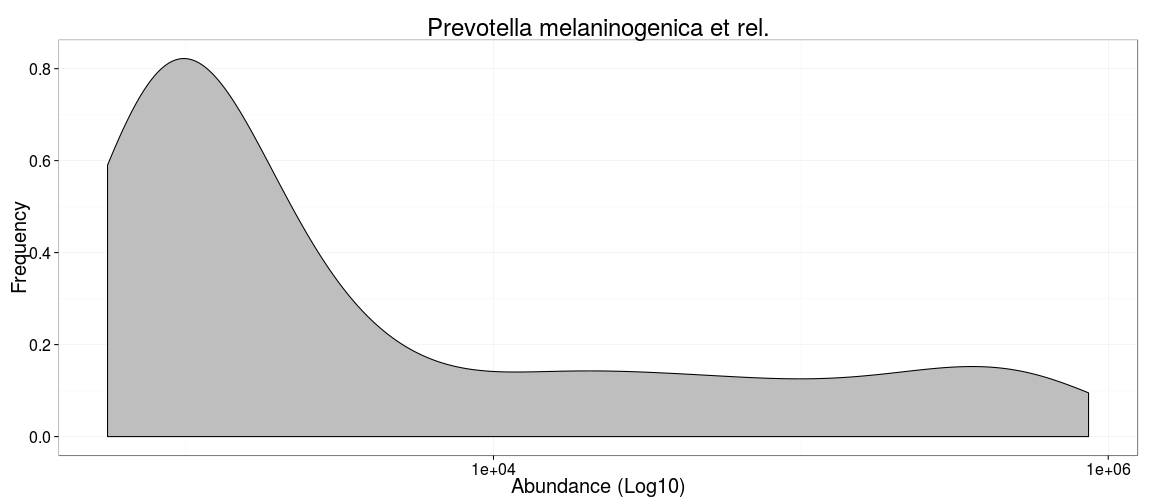 Prevotella melaninogenica et rel.
Frequency
0.8
0.6
0.4
0.2
0.0
1e+04
1e+06
Abundance (Log10)